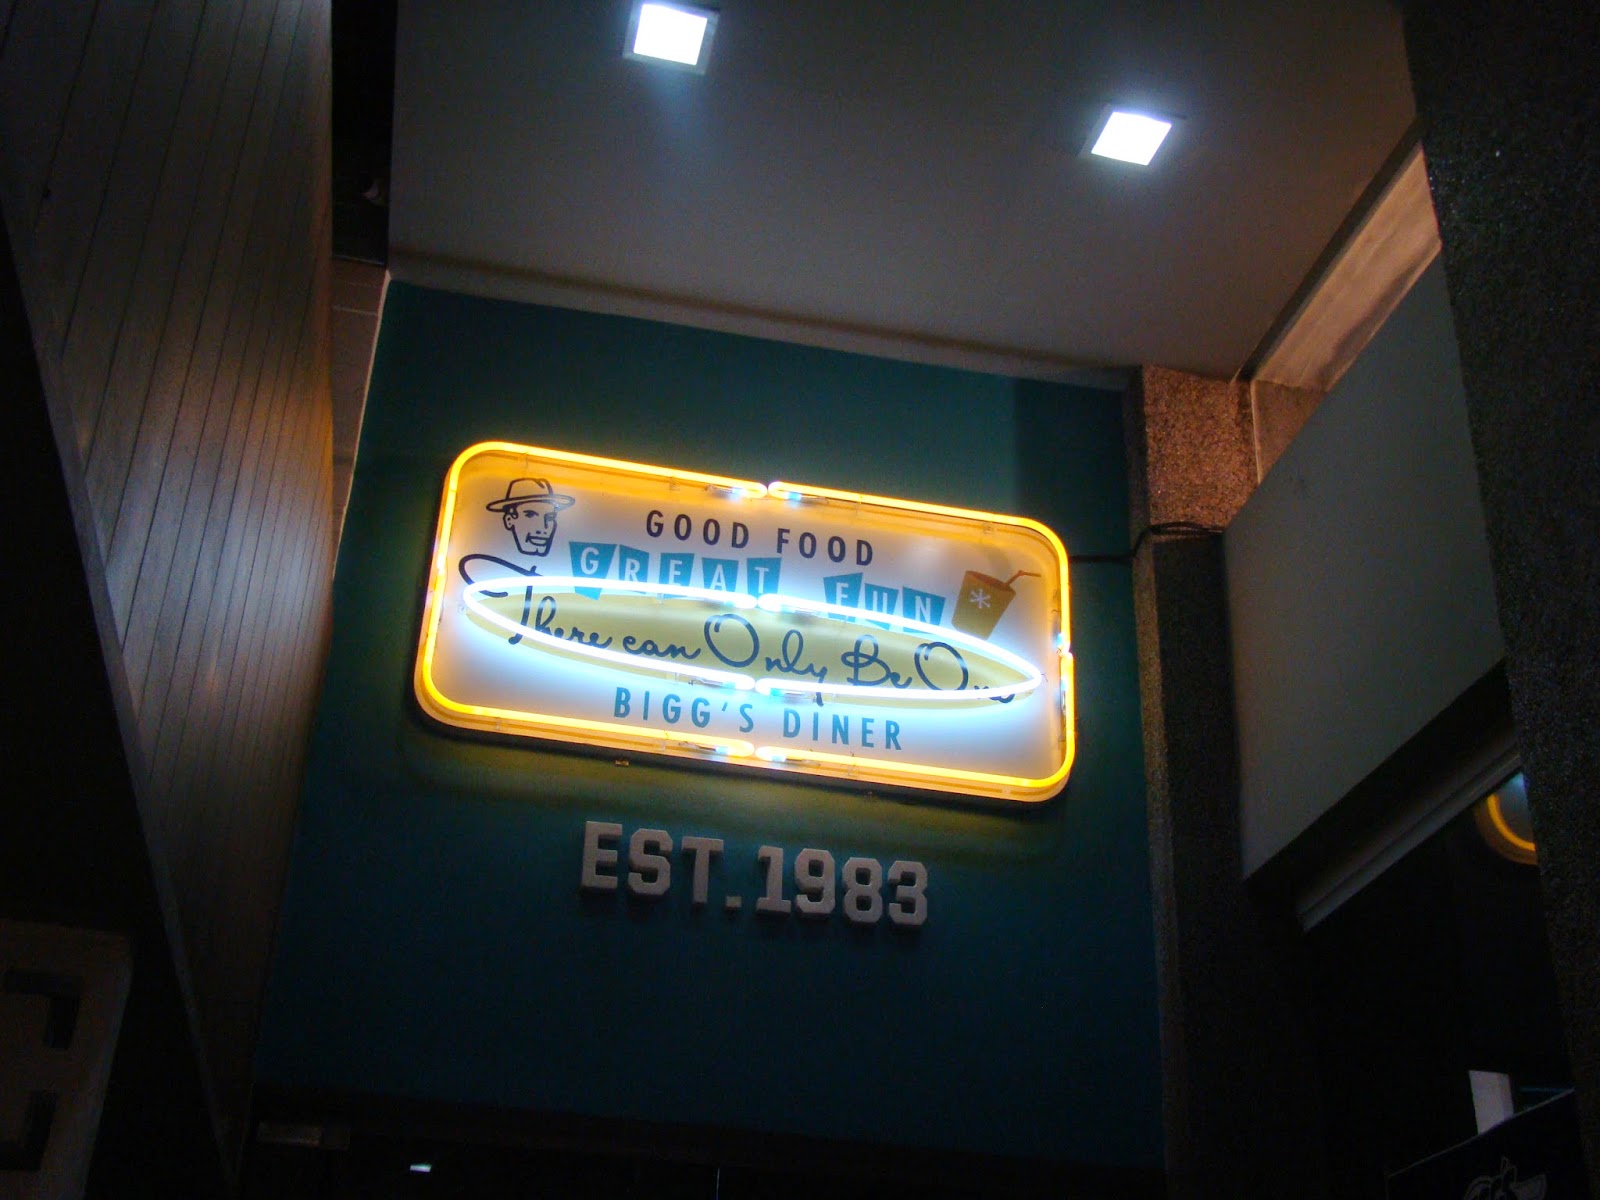 GOOD FOOD
GREAT FUN
There can Only Be One
BIGG'S DINER
EST. 1983